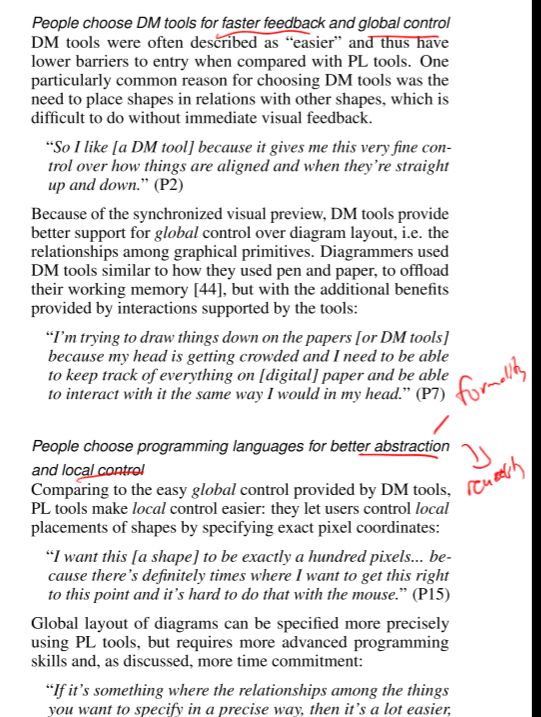 People choose DM tools for faster feedback and global control
DM tools were often described as “easier” and thus have
lower barriers to entry when compared with PL tools. One
particularly common reason for choosing DM tools was the
need to place shapes in relations with other shapes, which is
difficult to do without immediate visual feedback.
“So I like [a DM tool] because it gives me this very fine con-
trol over how things are aligned and when they’re straight
up and down.” (P2)
Because of the synchronized visual preview, DM tools provide
better support for global control over diagram layout, i.e. the
relationships among graphical primitives. Diagrammers used
DM tools similar to how they used pen and paper, to offload
their working memory [44], but with the additional benefits
provided by interactions supported by the tools:
“I’m trying to draw things down on the papers [or DM tools]
because my head is getting crowded and I need to be able
to keep track of everything on [digital] paper and be able
to interact with it the same way I would in my head.” (P7)
formality
People choose programming languages for better abstraction
and local control
Comparing to the easy global control provided by DM tools,
PL tools make local control easier: they let users control local
placements of shapes by specifying exact pixel coordinates:
“I want this [a shape] to be exactly a hundred pixels... be-
cause there’s definitely times where I want to get this right
to this point and it’s hard to do that with the mouse.” (P15)
Global layout of diagrams can be specified more precisely
using PL tools, but requires more advanced programming
skills and, as discussed, more time commitment:
“If it’s something where the relationships among the things
you want to specify in a precise way, then it’s a lot easier,